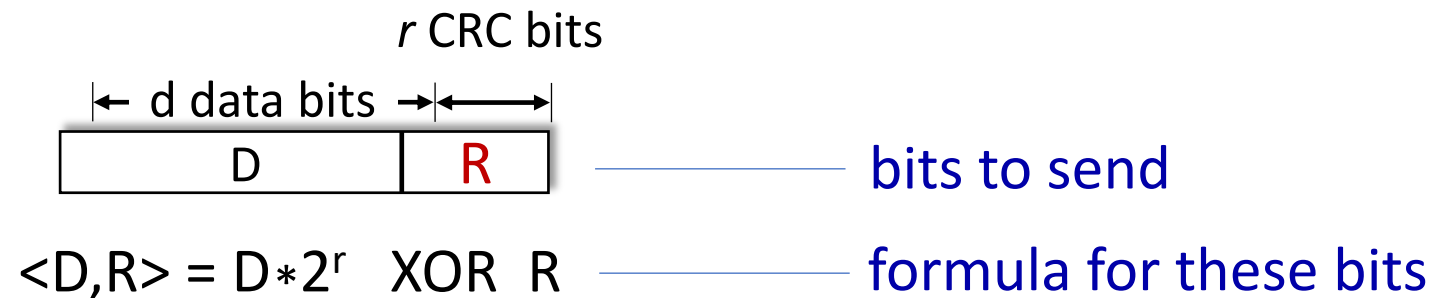 r CRC bits
d data bits
D R bits to send
<D,R> = D*2ʳ XOR R formula for these bits